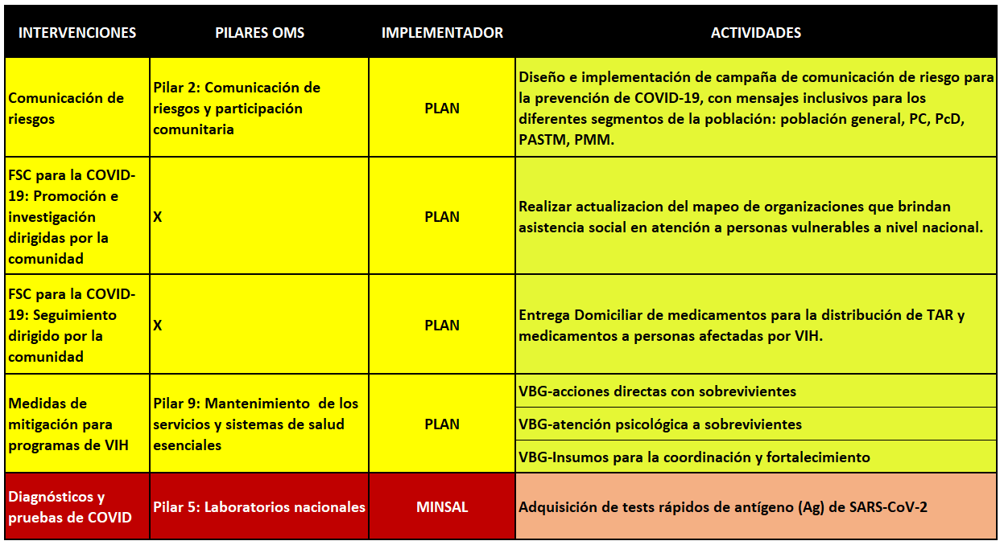 INTERVENCIONES PILARES OMS IMPLEMENTADOR ACTIVIDADES
Comunicación de
riesgos
Pilar 2: Comunicación de
riesgos y participación
comunitaria
PLAN
Diseño e implementación de campaña de comunicación de riesgo para
la prevención de COVID-19, con mensajes inclusivos para los
diferentes segmentos de la población: población general, PC, PcD,
PASTM, PMM.
FSC para la COVID-
19: Promoción e
investigación
dirigidas por la
comunidad
X
PLAN
Realizar actualizacion del mapeo de organizaciones que brindan
asistencia social en atención a personas vulnerables a nivel nacional.
FSC para la COVID-
19: Seguimiento
dirigido por la
comunidad
X
PLAN
Entrega Domiciliar de medicamentos para la distribución de TAR y
medicamentos a personas afectadas por VIH.
Medidas de
mitigación para
programas de VIH
Pilar 9: Mantenimiento de los
servicios y sistemas de salud
esenciales
PLAN
VBG-acciones directas con sobrevivientes
VBG-atención psicológica a sobrevivientes
VBG-Insumos para la coordinación y fortalecimiento
Diagnósticos y
pruebas de COVID
Pilar 5: Laboratorios nacionales
MINSAL
Adquisición de tests rápidos de antígeno (Ag) de SARS-CoV-2